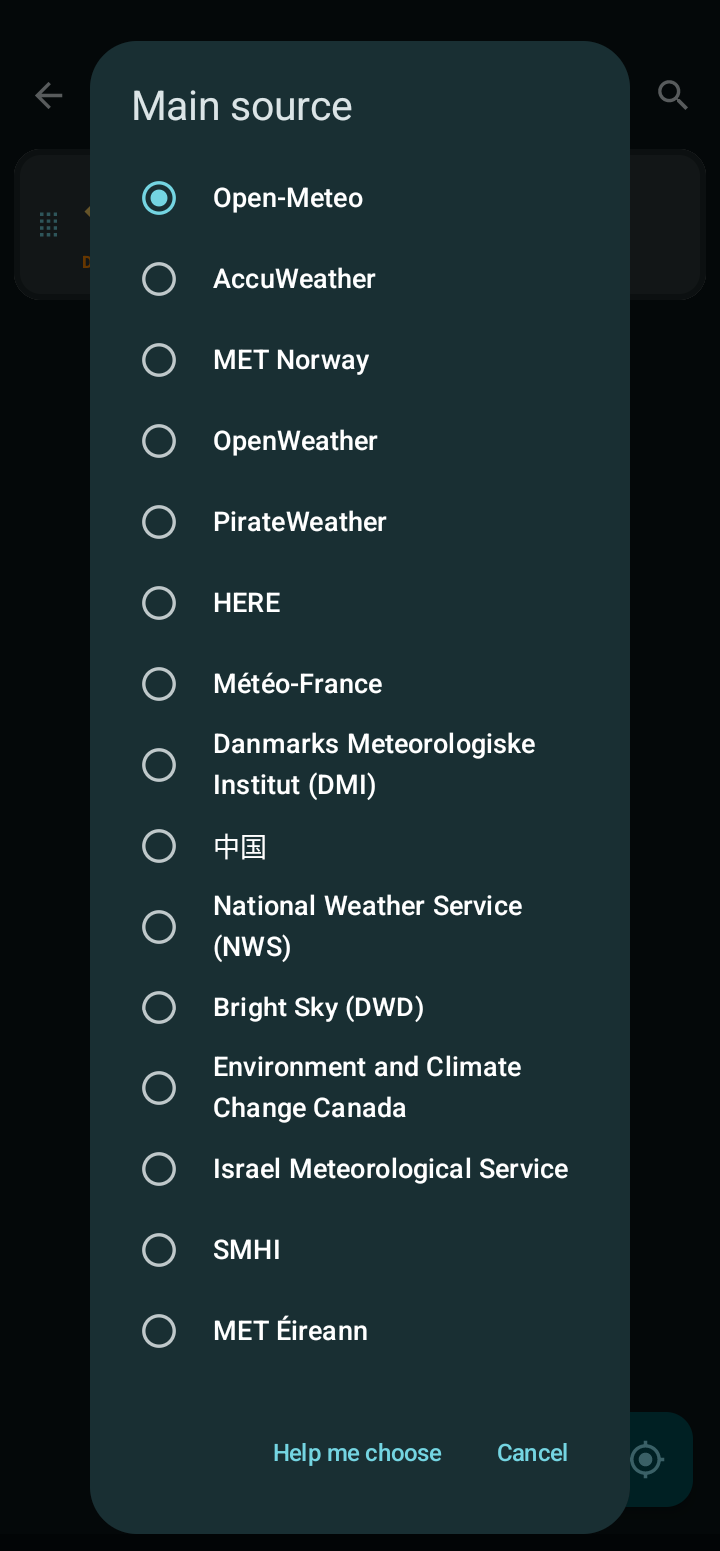 Main source
Open-Meteo
AccuWeather
MET Norway
OpenWeather
PirateWeather
HERE
Météo-France
Danmarks Meteorologiske
Institut (DMI)
中国
National Weather Service
(NWS)
Bright Sky (DWD)
Environment and Climate
Change Canada
Israel Meteorological Service
SMHI
MET Éireann
Help me choose
Cancel